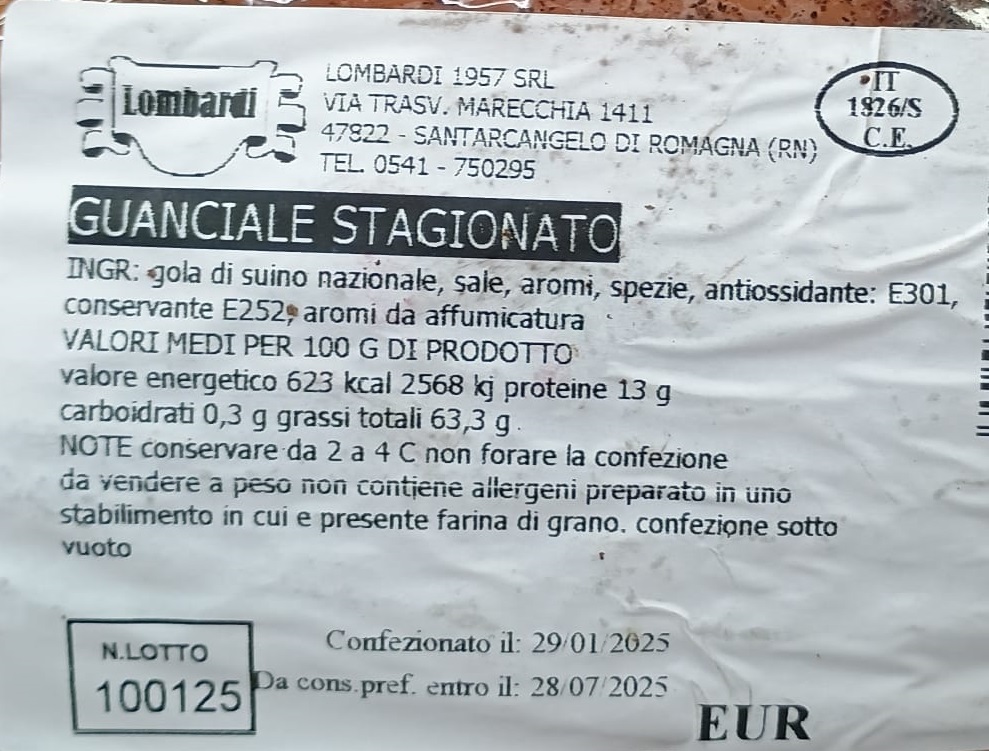 Lombardi
LOMBARDI 1957 SRL
VIA TRASV. MARECCHIA 1411
47822 - SANTARCANGELO DI ROMAGNA (RN)
TEL. 0541 - 750295
IT
1826/S
C.E.
GUANCIALE STAGIONATO
INGR: gola di suino nazionale, sale, aromi, spezie, antiossidante: E301,
conservante E252, aromi da affumicatura
VALORI MEDI PER 100 G DI PRODOTTO
valore energetico 623 kcal 2568 kj proteine 13 g
carboidrati 0,3 g grassi totali 63,3 g.
NOTE conservare da 2 a 4 C non forare la confezione
da vendere a peso non contiene allergeni preparato in uno
stabilimento in cui e presente farina di grano. confezione sotto
vuoto
N.LOTTO
100125
Confezionato il: 29/01/2025
Da cons.pref. entro il: 28/07/2025
EUR